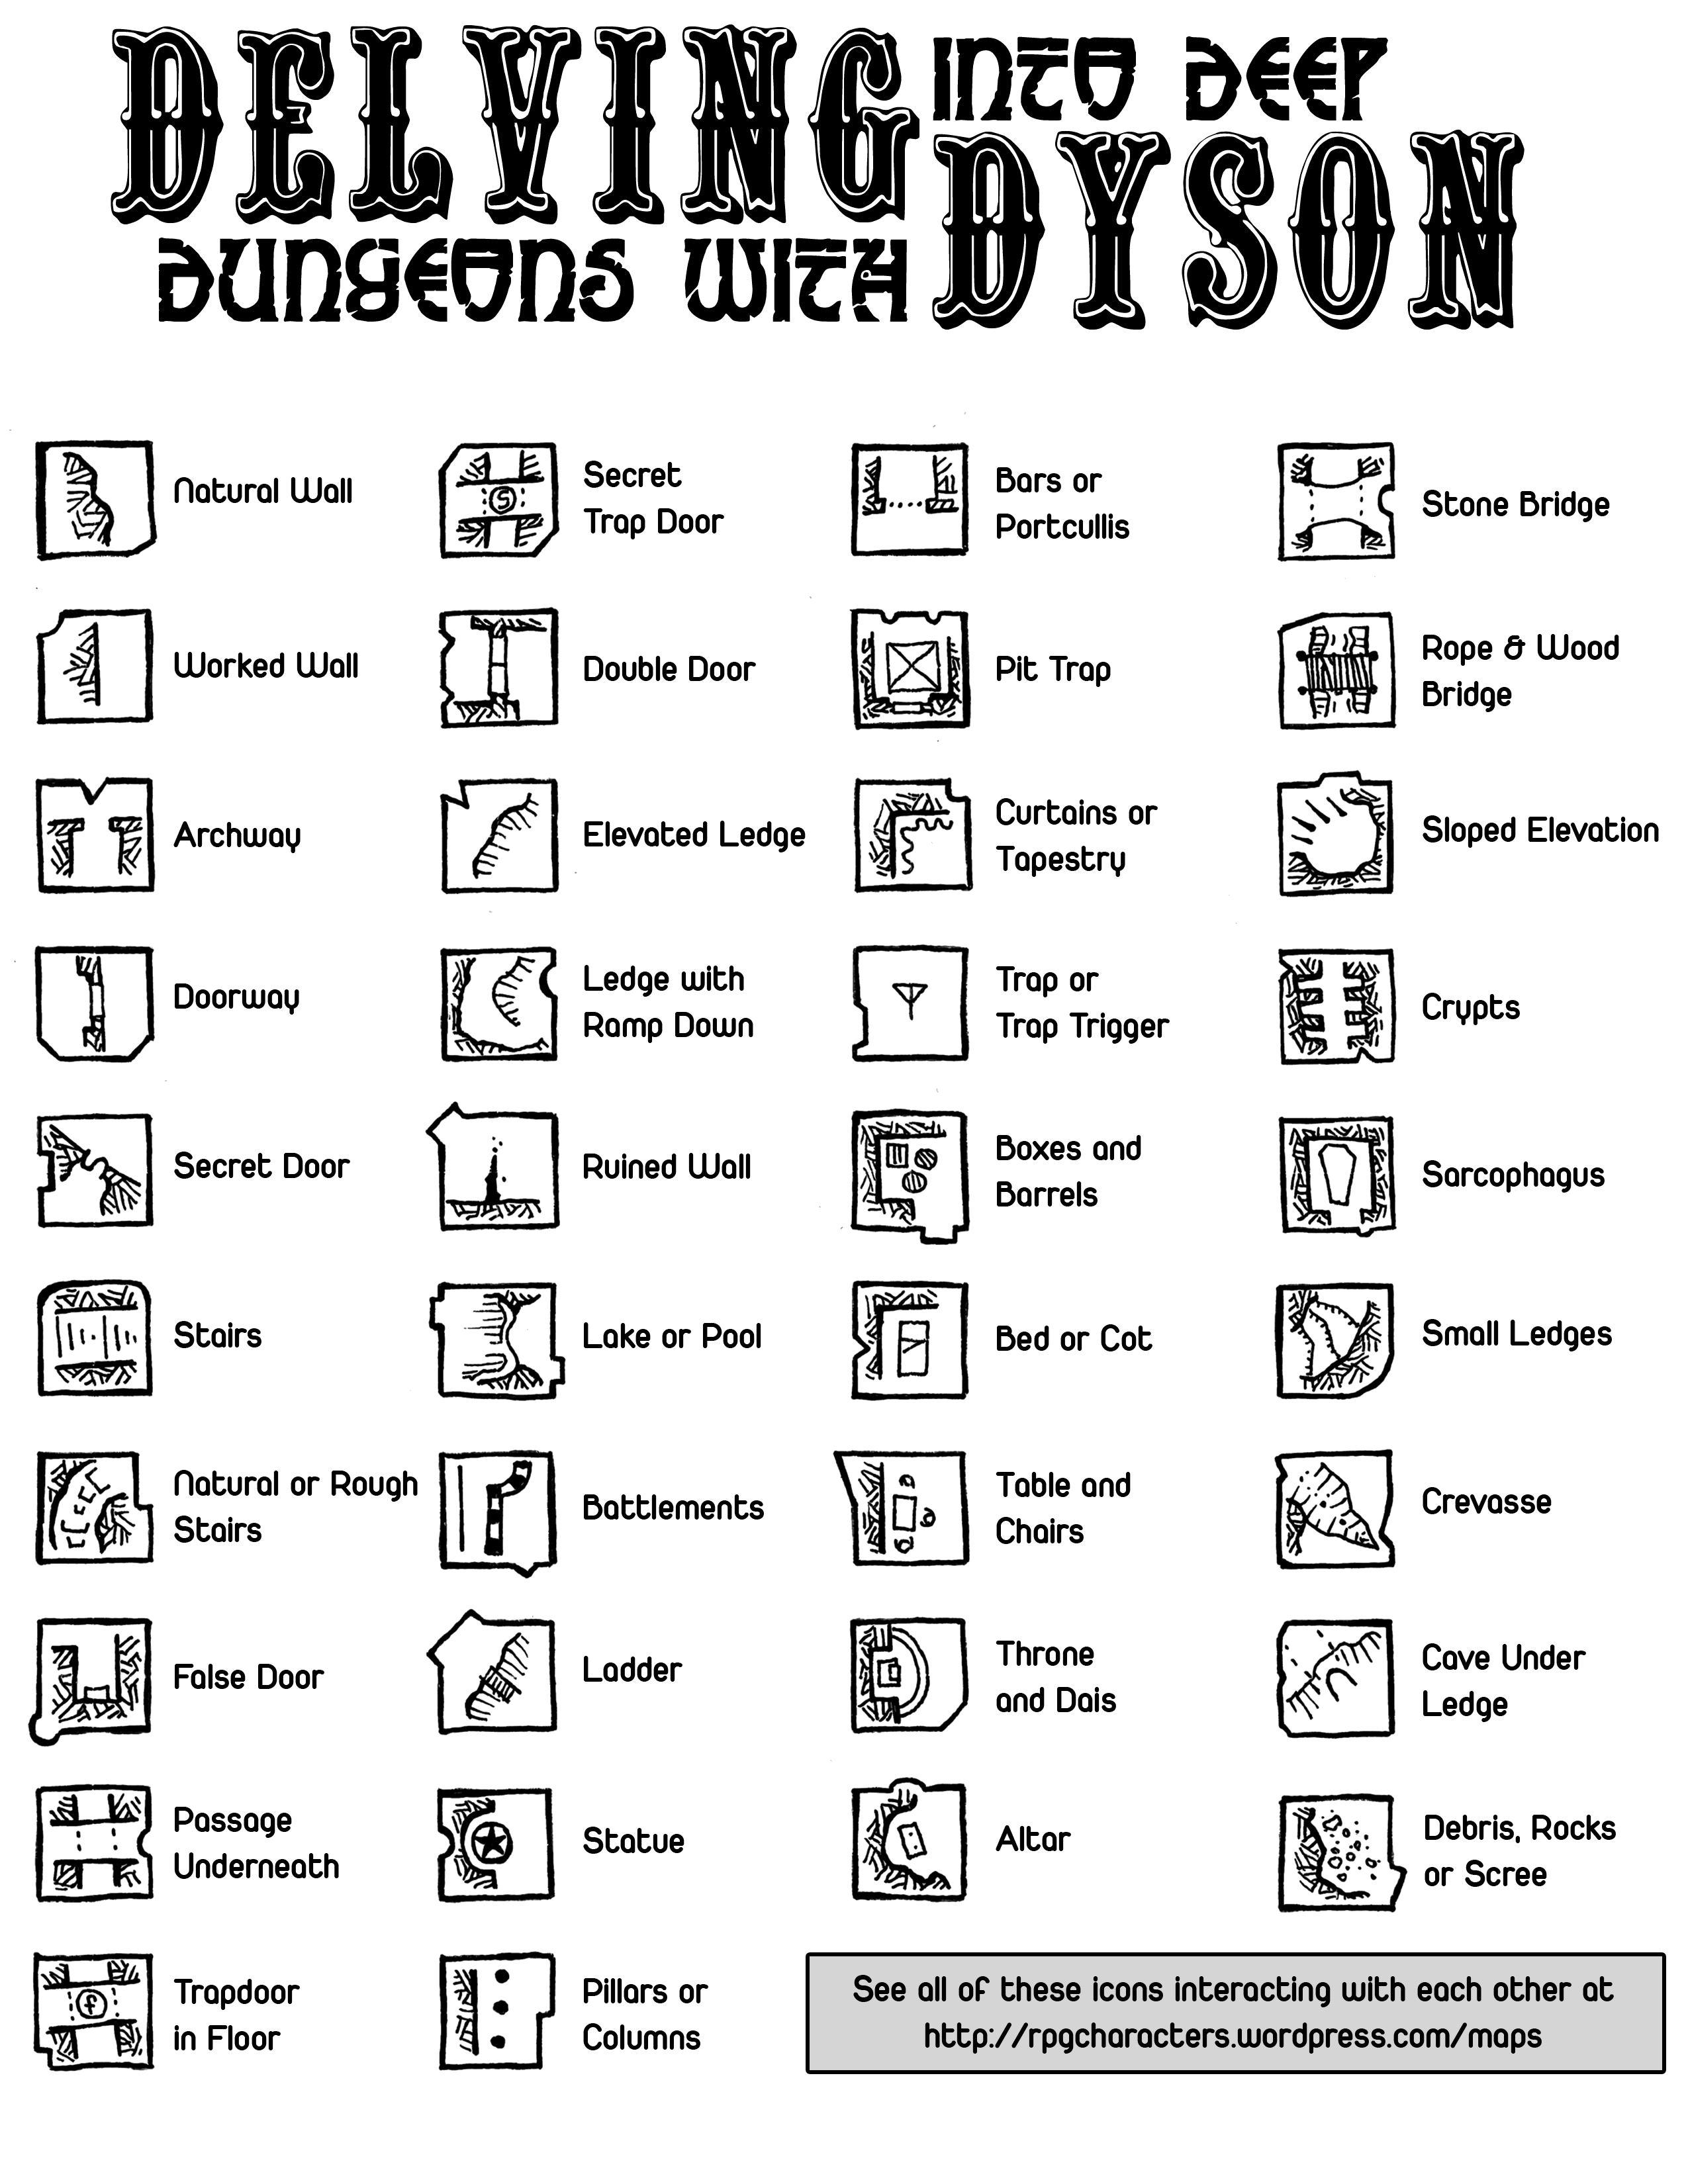 DELVING INTO DEEP
DUNGEONS WITH DYSON
Natural Wall
Worked Wall
Archway
Doorway
Secret Door
Stairs
Natural or Rough
Stairs
False Door
Passage
Underneath
Trapdoor
in Floor
f
Secret
Trap Door
S
Double Door
Elevated Ledge
Ledge with
Ramp Down
Ruined Wall
Lake or Pool
Battlements
Ladder
Statue
Pillars or
Columns
Bars or
Portcullis
Pit Trap
Curtains or
Tapestry
Trap or
Trap Trigger
Boxes and
Barrels
Bed or Cot
Table and
Chairs
Throne
and Dais
Altar
Stone Bridge
Rope & Wood
Bridge
Sloped Elevation
Crypts
Sarcophagus
Small Ledges
Crevasse
Cave Under
Ledge
Debris, Rocks
or Scree
See all of these icons interacting with each other at
http://rpgcharacters.wordpress.com/maps